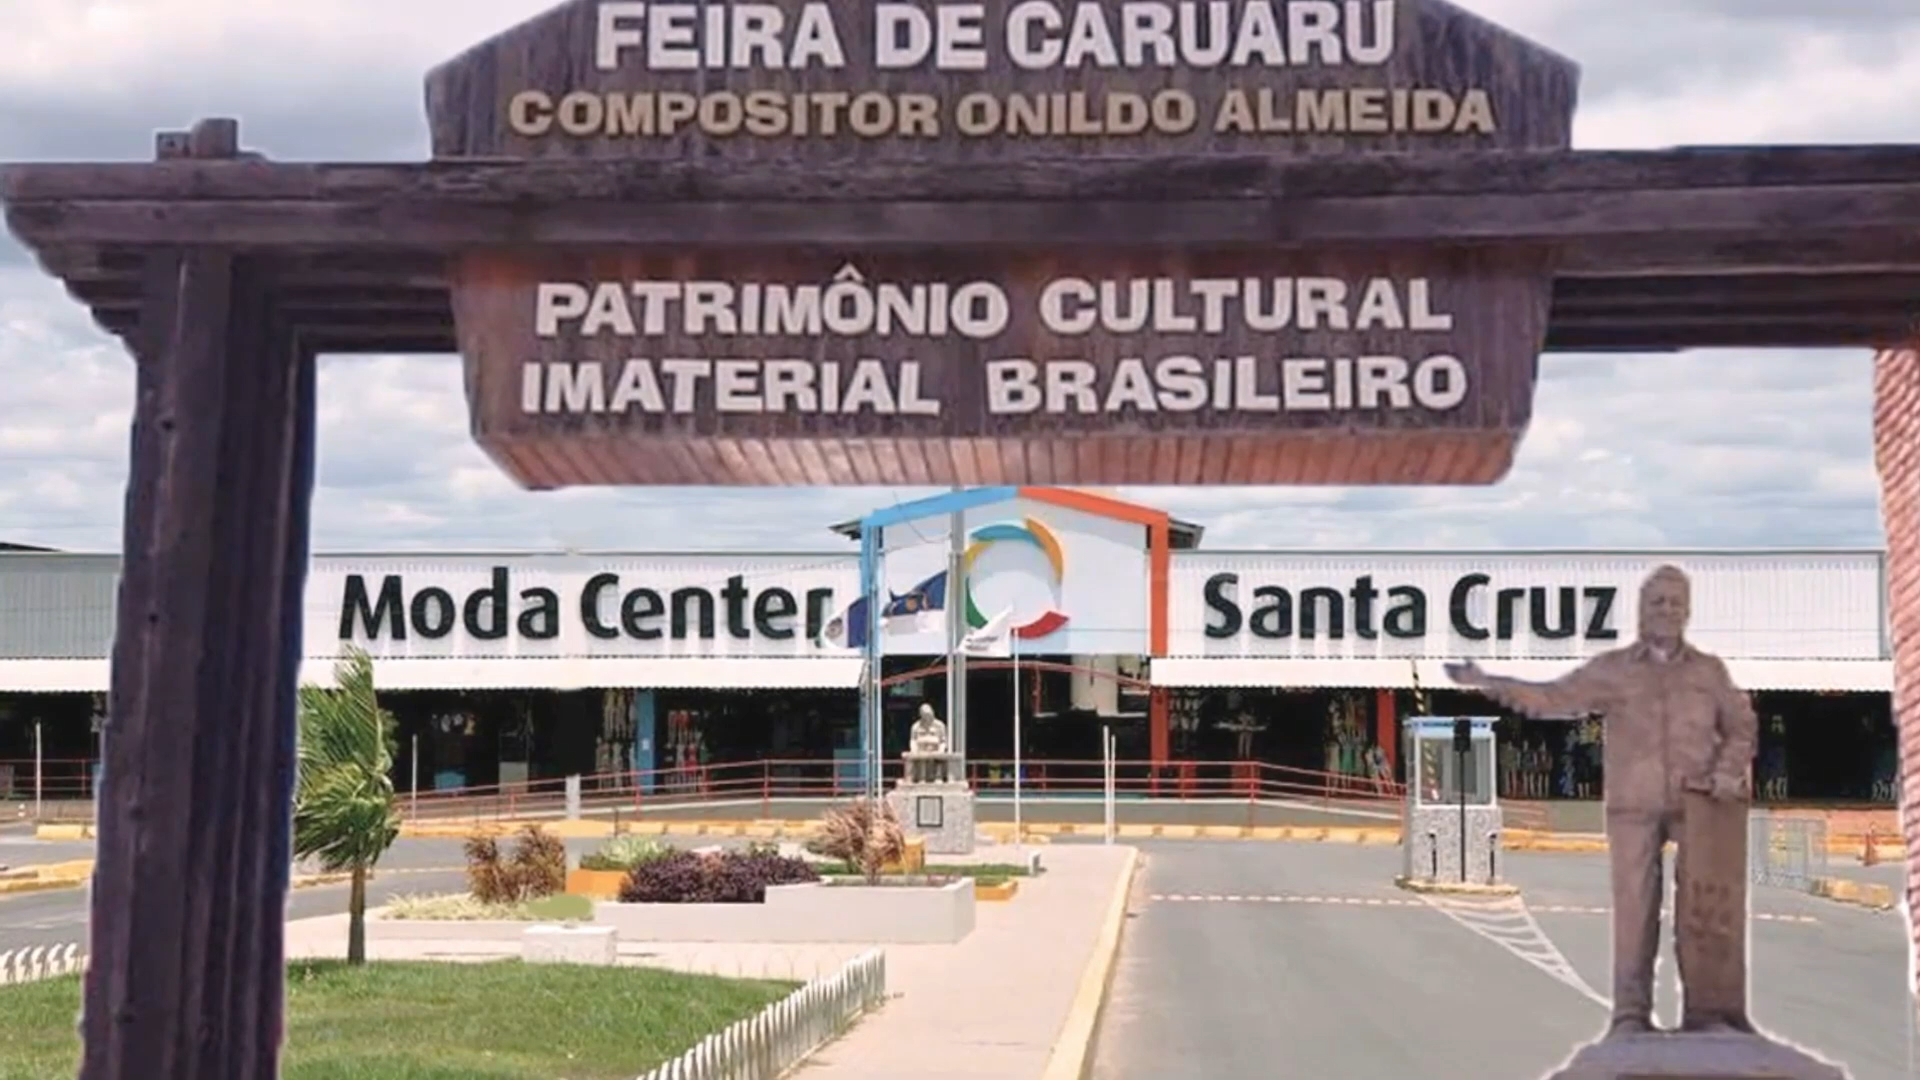 FEIRA DE CARUARU
COMPOSITOR ONILDO ALMEIDA
PATRIMÔNIO CULTURAL
IMATERIAL BRASILEIRO
Moda Center Santa Cruz